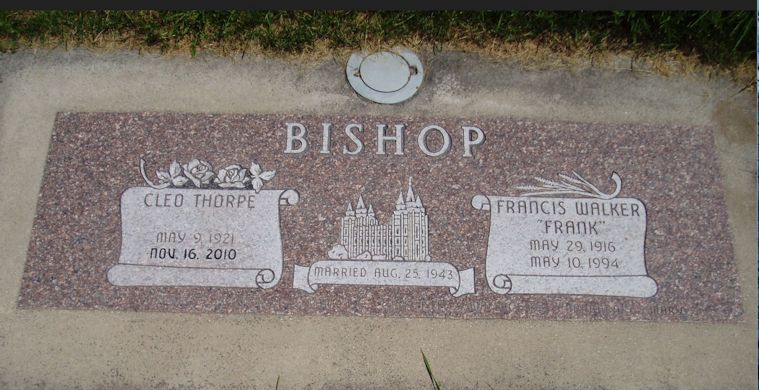 BISHOP
CLEO THORPE
MAY 9, 1921
NOV. 16, 2010
MARRIED AUG. 25, 1943
FRANCIS WALKER
"FRANK"
MAY 29, 1916
MAY 10, 1994